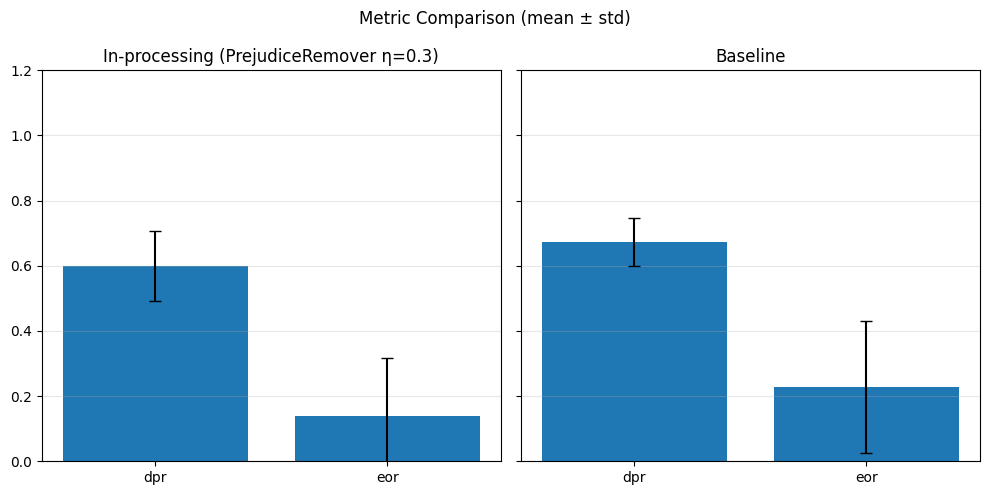 Metric Comparison (mean ± std)
In-processing (PrejudiceRemover η=0.3)
Baseline
1.2
1.0
0.8
0.6
0.4
0.2
0.0
dpr eor dpr eor